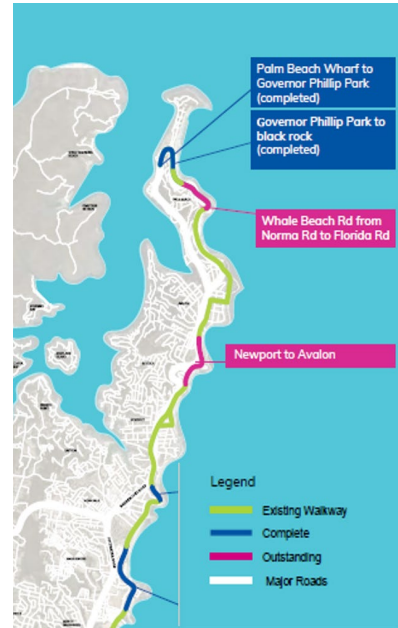 Palm Beach Wharf to
Governor Phillip Park
(completed)
Governor Phillip Park to
black rock
(completed)
Whale Beach Rd from
Norma Rd to Florida Rd
Newport to Avalon
Legend
Existing Walkway
Complete
Outstanding
Major Roads